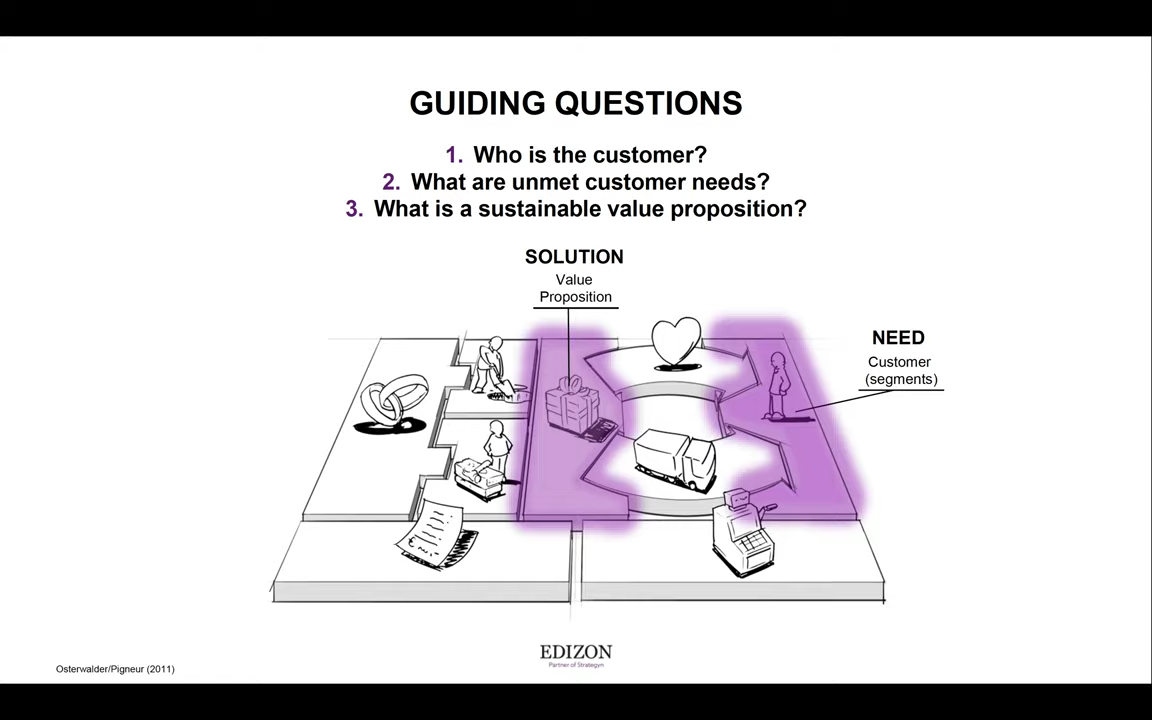 GUIDING QUESTIONS
1. Who is the customer?
2. What are unmet customer needs?
3. What is a sustainable value proposition?
SOLUTION
Value
Proposition
NEED
Customer
(segments)
EDIZON
Partner of Strategyn
Osterwalder/Pigneur (2011)